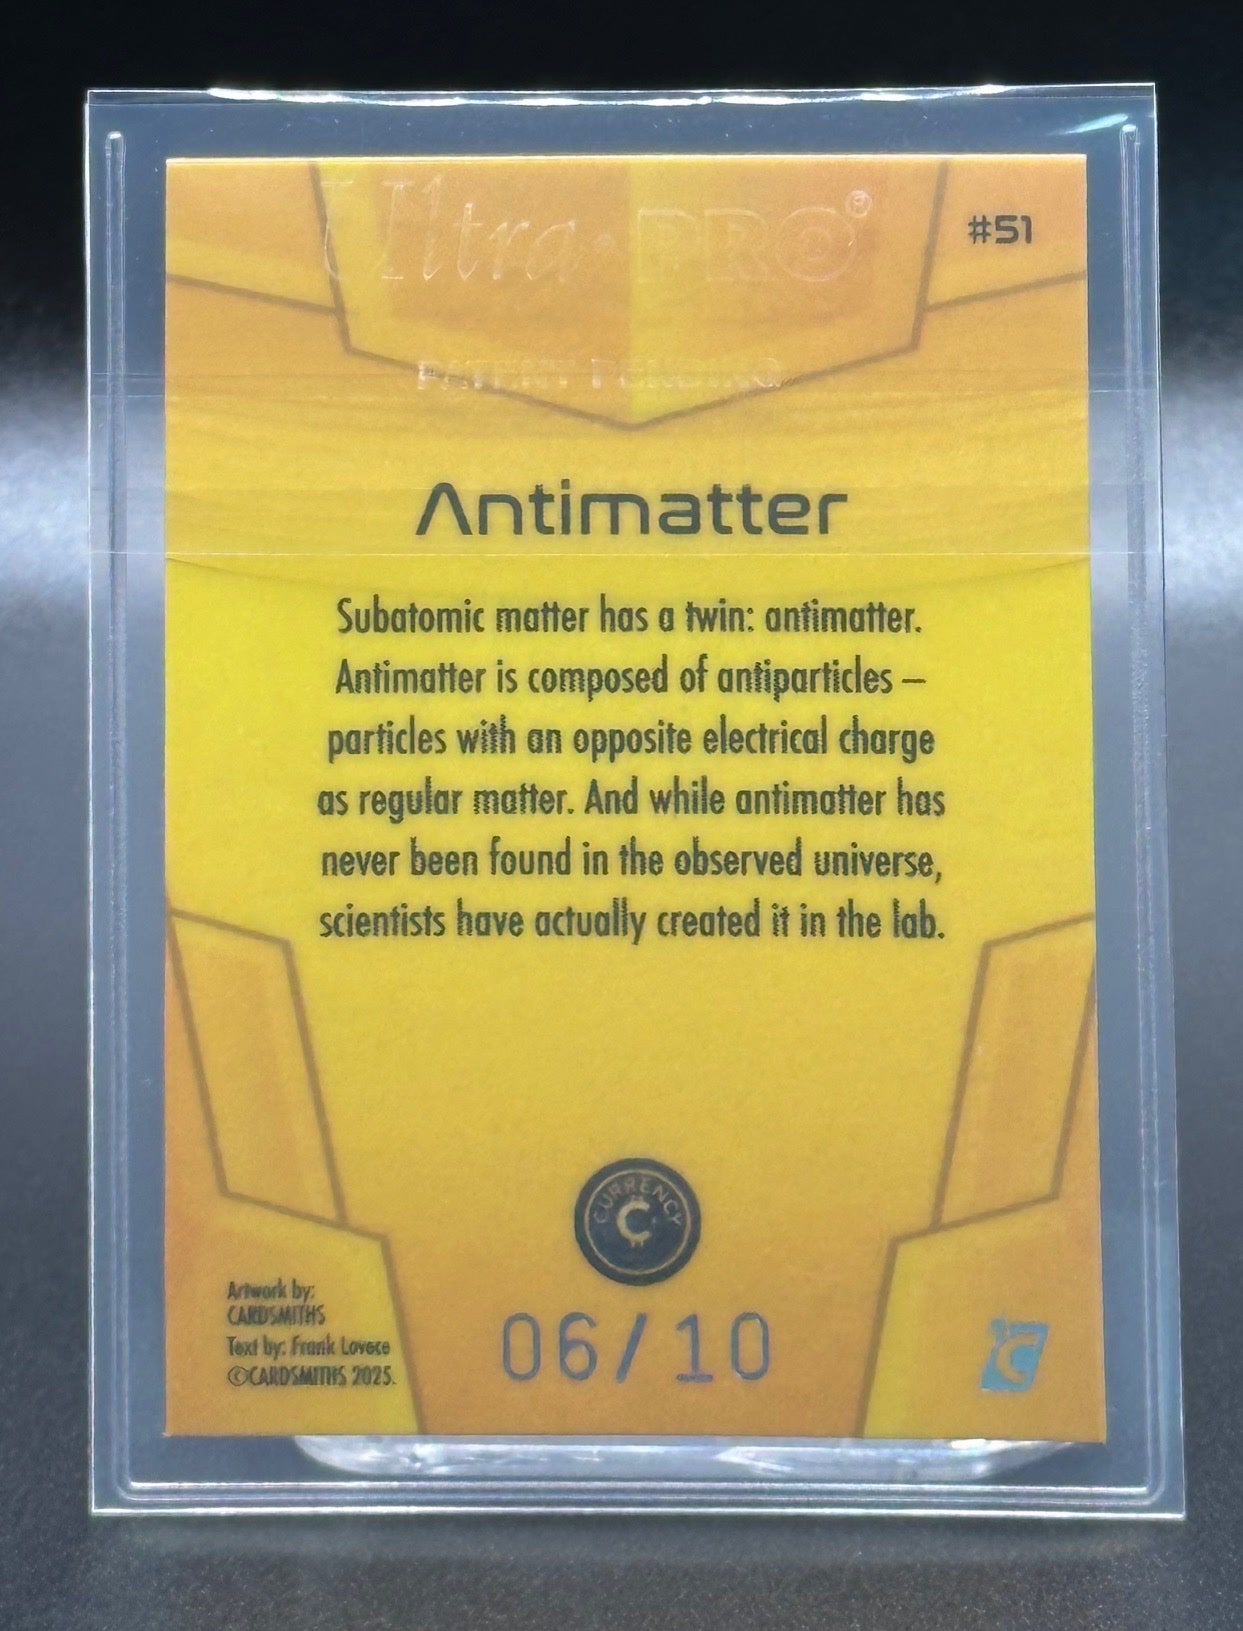 Ultra·PRO®
#51
PATENT PENDING
Antimatter
Subatomic matter has a twin: antimatter.
Antimatter is composed of antiparticles –
particles with an opposite electrical charge
as regular matter. And while antimatter has
never been found in the observed universe,
scientists have actually created it in the lab.
CURRENCY
C
Artwork by:
CARDSMITHS
Text by: Frank Lovece
©CARDSMITHS 2025.
06/10
C